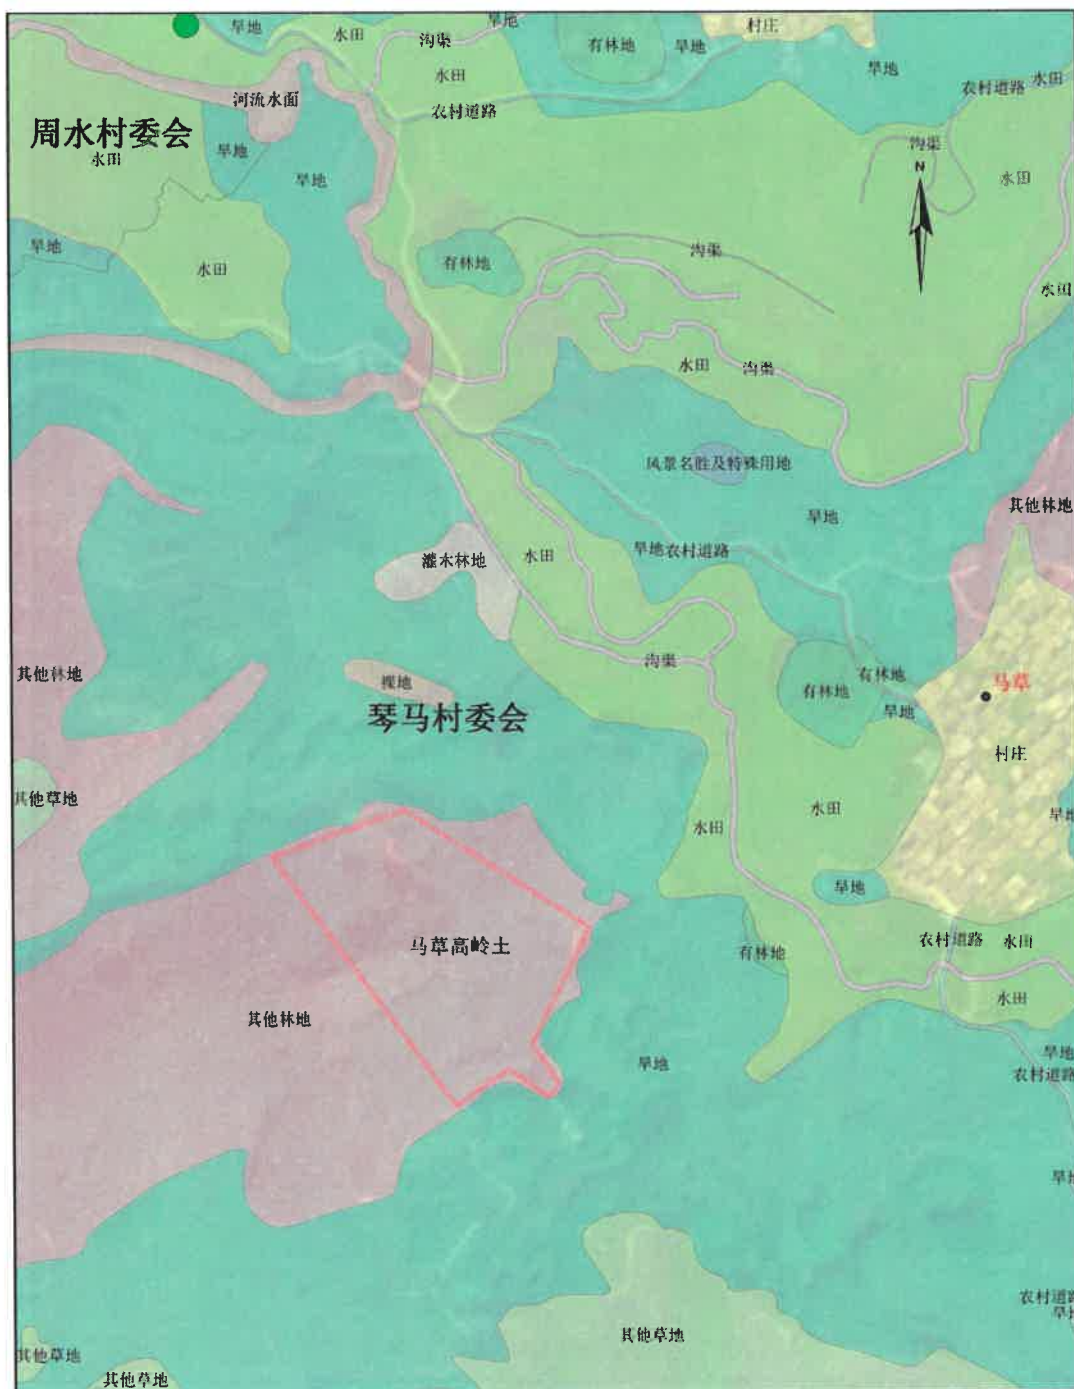 旱地
水田
沟渠
旱地
有林地
旱地
村庄
水田
旱地
农村道路
水田
河流水面
农村道路
周水村委会
水田
旱地
旱地
沟渠
N
水田
旱地
水田
有林地
沟渠
水田
水田
沟渠
风景名胜及特殊用地
旱地
其他林地
灌木林地
水田
旱地
农村道路
其他林地
裸地
沟渠
有林地
有林地
马草
旱地
琴马村委会
村庄
其他草地
水田
水田
旱地
旱地
马草高岭土
有林地
农村道路
水田
水田
其他林地
旱地
旱地
农村道路
旱地
农村道路
旱地
其他草地
其他草地
其他草地